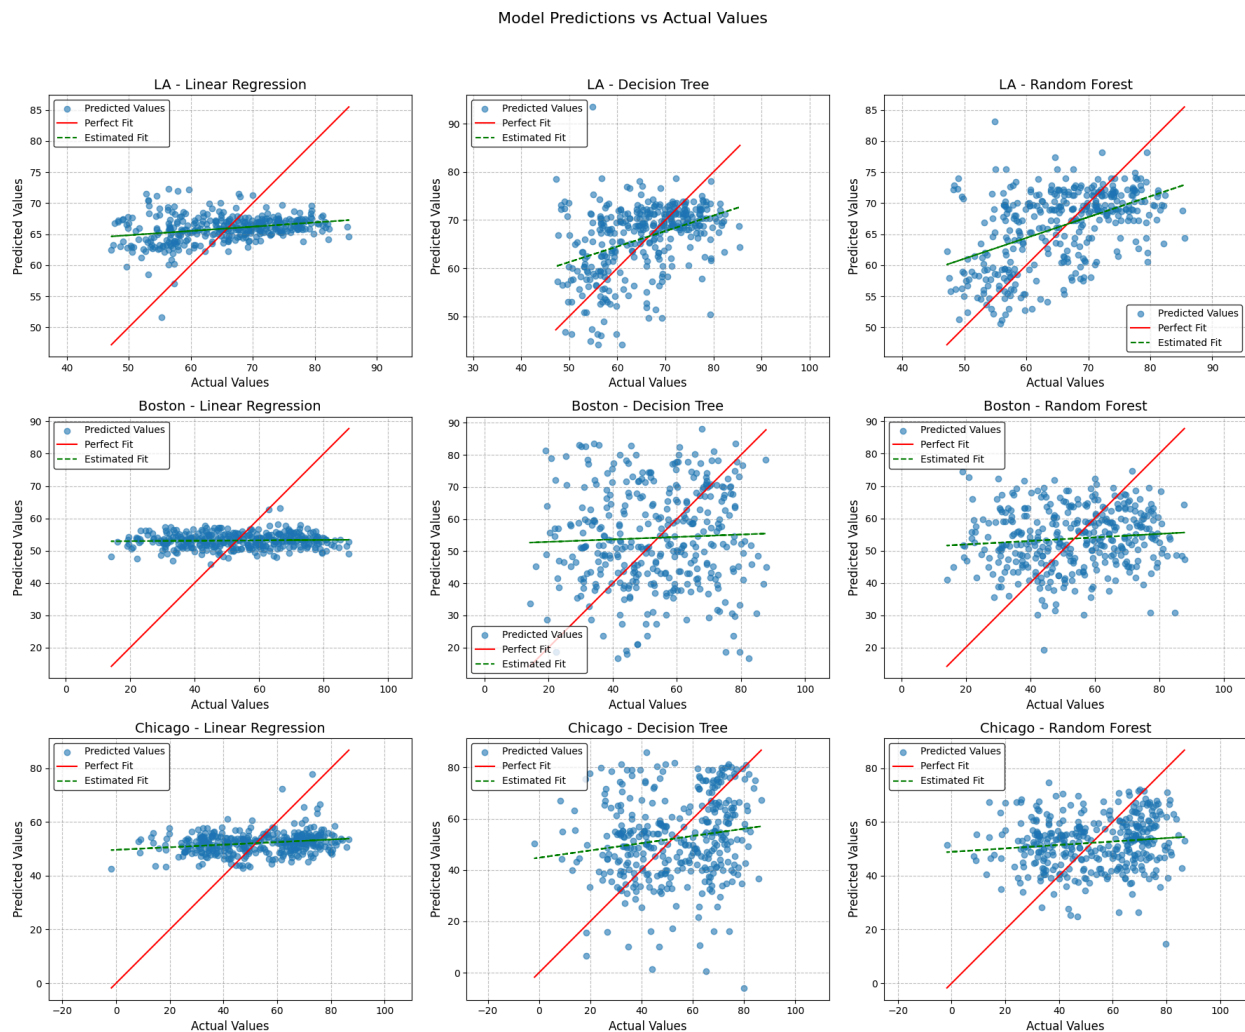 Model Predictions vs Actual Values
LA - Linear Regression
Predicted Values
Perfect Fit
Estimated Fit
Predicted Values
85
80
75
70
65
60
55
50
40
50
60
70
80
90
Actual Values
LA - Decision Tree
Predicted Values
Perfect Fit
Estimated Fit
Predicted Values
90
80
70
60
50
30
40
50
60
70
80
90
100
Actual Values
LA - Random Forest
Predicted Values
Perfect Fit
Estimated Fit
Predicted Values
85
80
75
70
65
60
55
50
40
50
60
70
80
90
Actual Values
Boston - Linear Regression
Predicted Values
Perfect Fit
Estimated Fit
Predicted Values
90
80
70
60
50
40
30
20
0
20
40
60
80
100
Actual Values
Boston - Decision Tree
Predicted Values
Perfect Fit
Estimated Fit
Predicted Values
90
80
70
60
50
40
30
20
0
20
40
60
80
100
Actual Values
Boston - Random Forest
Predicted Values
Perfect Fit
Estimated Fit
Predicted Values
90
80
70
60
50
40
30
20
0
20
40
60
80
100
Actual Values
Chicago - Linear Regression
Predicted Values
Perfect Fit
Estimated Fit
Predicted Values
80
60
40
20
0
−20
0
20
40
60
80
100
Actual Values
Chicago - Decision Tree
Predicted Values
Perfect Fit
Estimated Fit
Predicted Values
80
60
40
20
0
−20
0
20
40
60
80
100
Actual Values
Chicago - Random Forest
Predicted Values
Perfect Fit
Estimated Fit
Predicted Values
80
60
40
20
0
−20
0
20
40
60
80
100
Actual Values